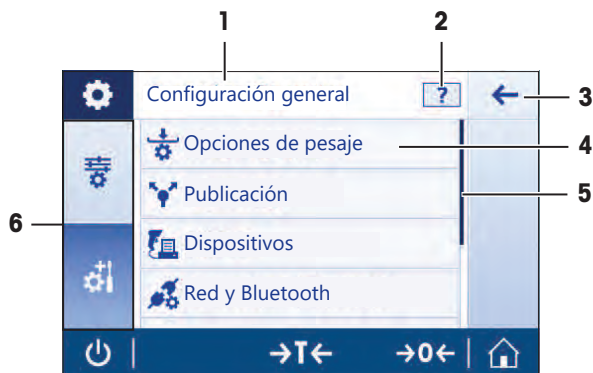 1 2
Configuración general ? 3
Opciones de pesaje 4
Publicación 5
6
Dispositivos
Red y Bluetooth
→T← →0←